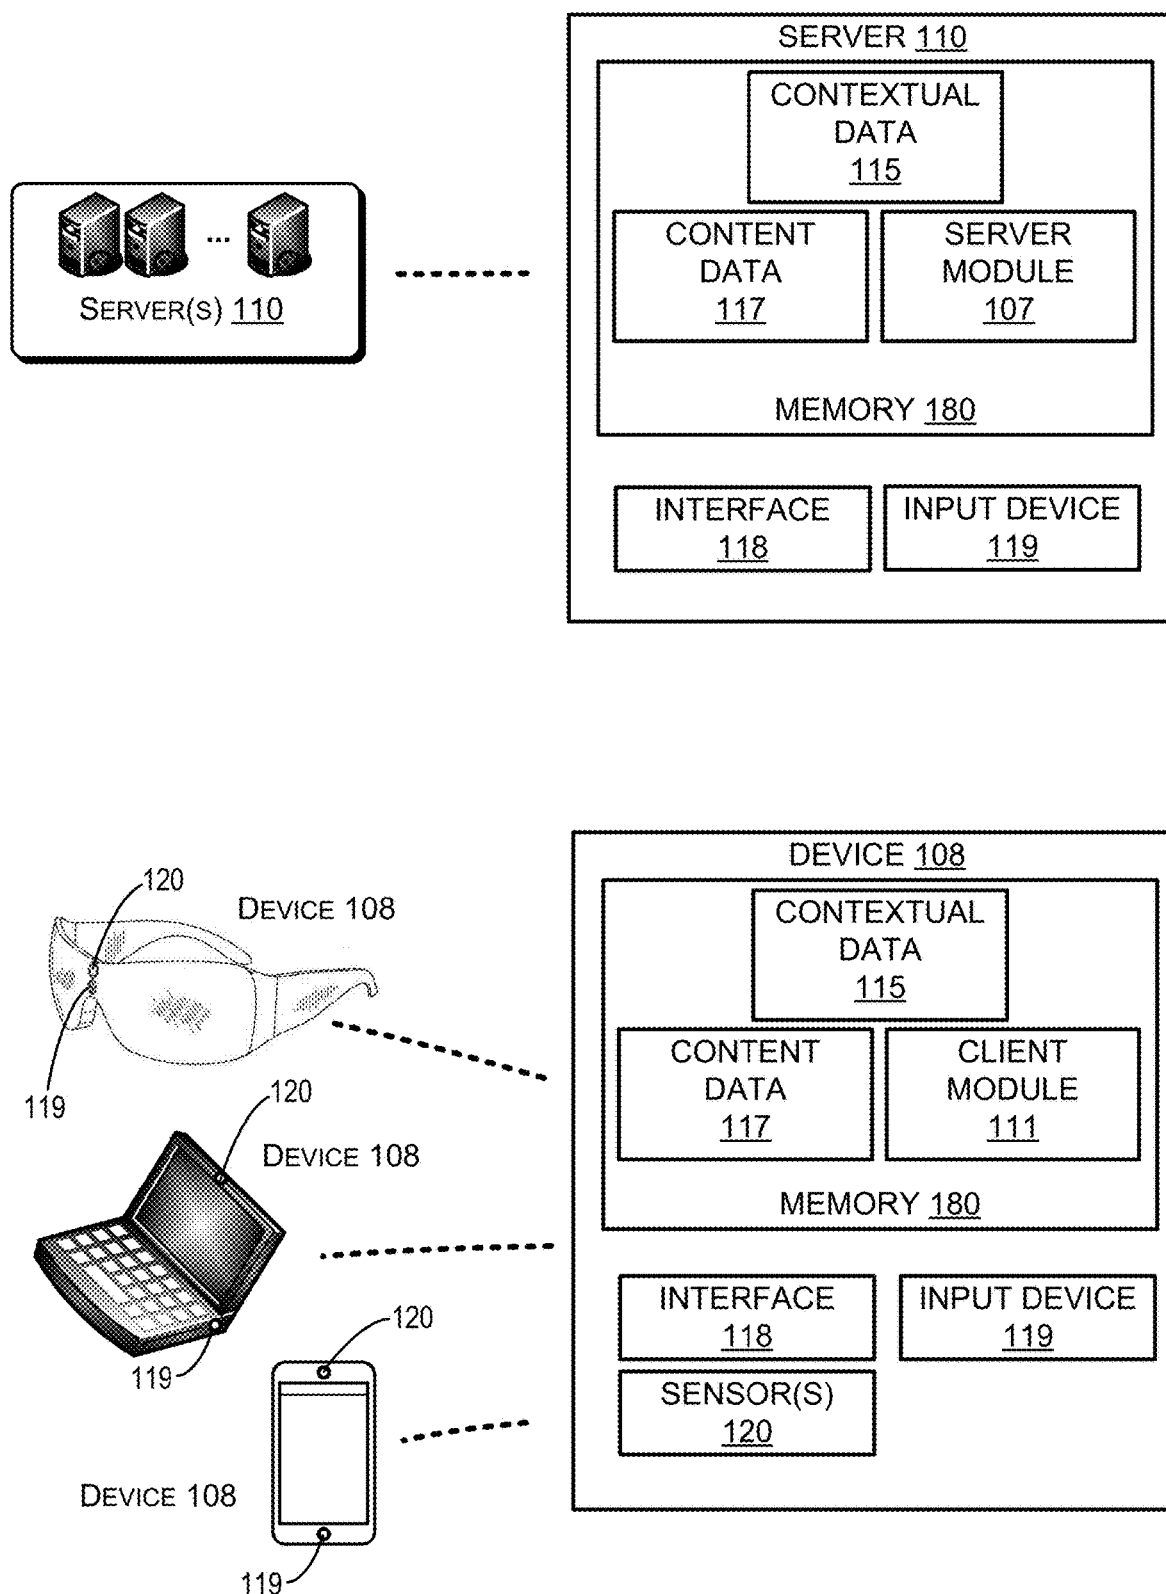 SERVER 110
CONTEXTUAL
DATA
115
CONTENT
DATA
117
SERVER
MODULE
107
MEMORY 180
INTERFACE
118
INPUT DEVICE
119
...
SERVER(S) 110
DEVICE 108
CONTEXTUAL
DATA
115
CONTENT
DATA
117
CLIENT
MODULE
111
MEMORY 180
INTERFACE
118
INPUT DEVICE
119
SENSOR(S)
120
120
DEVICE 108
119
120
DEVICE 108
119
120
DEVICE 108
119